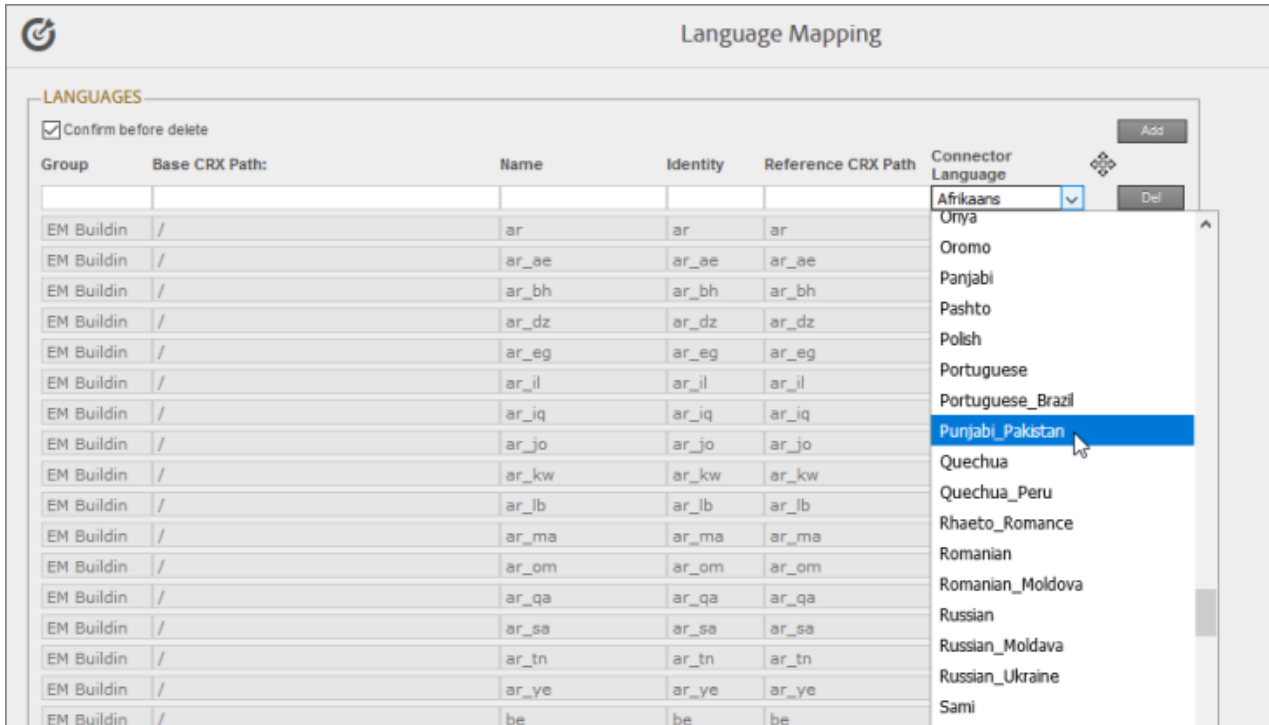 Language Mapping
LANGUAGES
Confirm before delete
Add
Group Base CRX Path: Name Identity Reference CRX Path Connector Language
Afrikaans Del
EM Buildin / ar ar ar Oriya
EM Buildin / ar_ae ar_ae ar_ae Oromo
EM Buildin / ar_bh ar_bh ar_bh Panjabi
EM Buildin / ar_dz ar_dz ar_dz Pashto
EM Buildin / ar_eg ar_eg ar_eg Polish
EM Buildin / ar_il ar_il ar_il Portuguese
EM Buildin / ar_iq ar_iq ar_iq Portuguese_Brazil
EM Buildin / ar_jo ar_jo ar_jo Punjabi_Pakistan
EM Buildin / ar_kw ar_kw ar_kw Quechua
EM Buildin / ar_lb ar_lb ar_lb Quechua_Peru
EM Buildin / ar_ma ar_ma ar_ma Rhaeto_Romance
EM Buildin / ar_om ar_om ar_om Romanian
EM Buildin / ar_qa ar_qa ar_qa Romanian_Moldova
EM Buildin / ar_sa ar_sa ar_sa Russian
EM Buildin / ar_tn ar_tn ar_tn Russian_Moldava
EM Buildin / ar_ye ar_ye ar_ye Russian_Ukraine
EM Buildin / be be be Sami